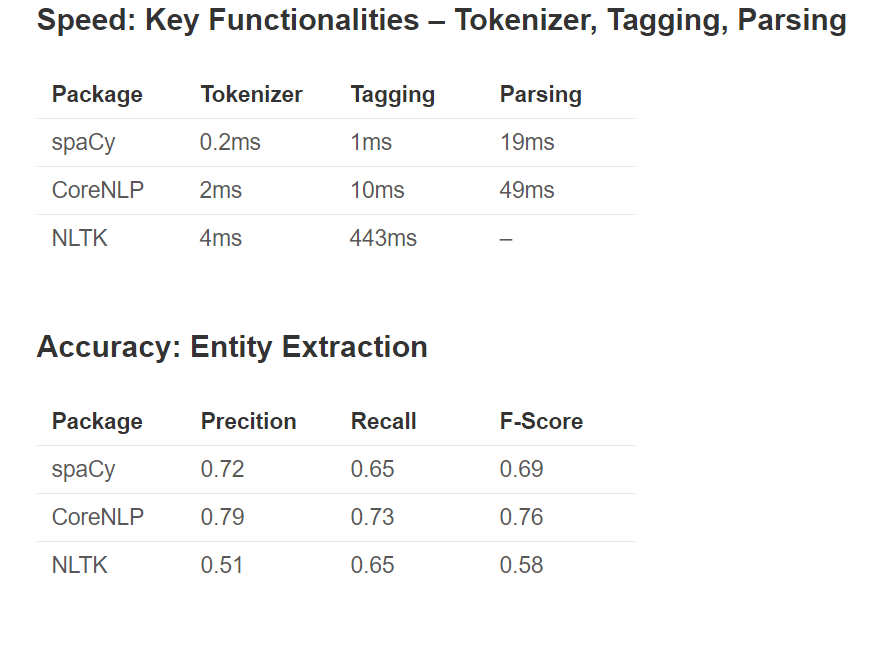 Speed: Key Functionalities – Tokenizer, Tagging, Parsing
Package Tokenizer Tagging Parsing
spaCy 0.2ms 1ms 19ms
CoreNLP 2ms 10ms 49ms
NLTK 4ms 443ms –
Accuracy: Entity Extraction
Package Precition Recall F-Score
spaCy 0.72 0.65 0.69
CoreNLP 0.79 0.73 0.76
NLTK 0.51 0.65 0.58